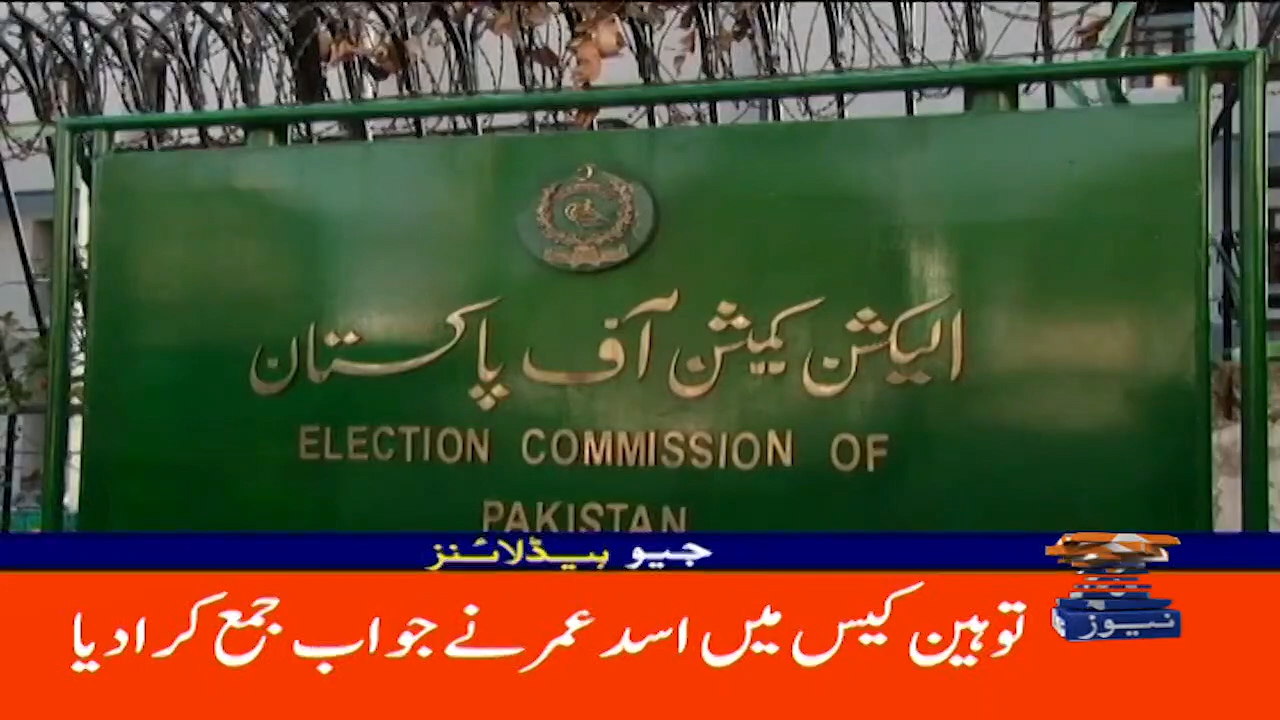 الیکشن کمیشن آف پاکستان
ELECTION COMMISSION OF
PAKISTAN
جیو ہیڈلائنز
نیوز
توہین کیس میں اسد عمر نے جواب جمع کرادیا